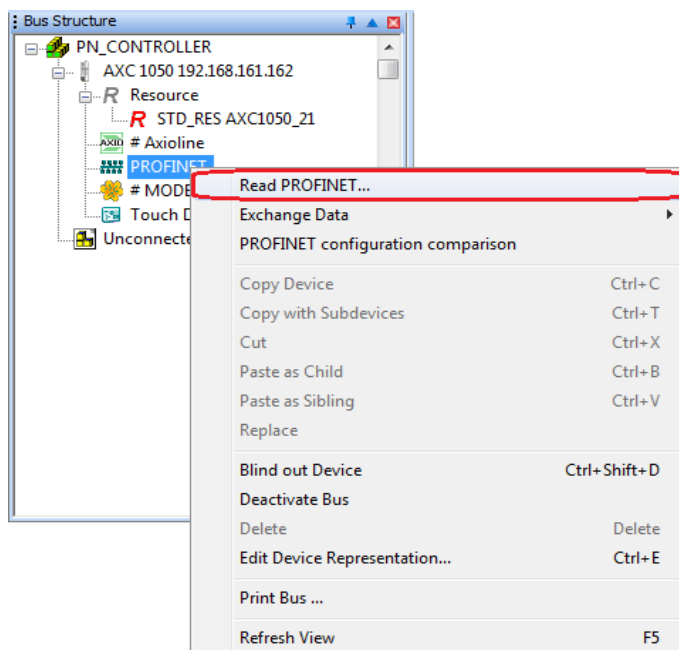 Bus Structure
PN_CONTROLLER
AXC 1050 192.168.161.162
R Resource
R STD_RES AXC1050_21
AXIO # Axioline
PROFINET
# MODE
Touch D
Unconnecte
Read PROFINET...
Exchange Data
PROFINET configuration comparison
Copy Device Ctrl+C
Copy with Subdevices Ctrl+T
Cut Ctrl+X
Paste as Child Ctrl+B
Paste as Sibling Ctrl+V
Replace
Blind out Device Ctrl+Shift+D
Deactivate Bus
Delete Delete
Edit Device Representation... Ctrl+E
Print Bus ...
Refresh View F5